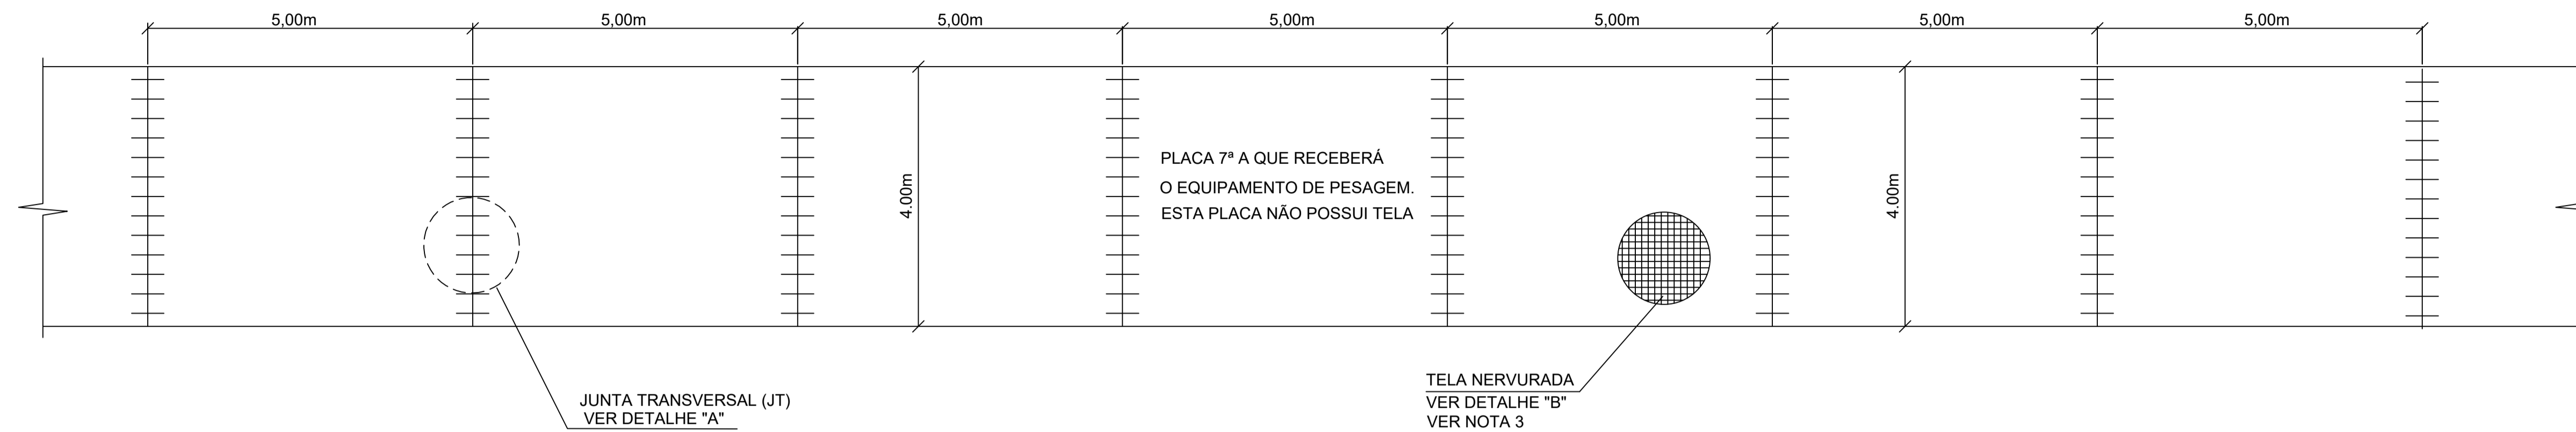 5,00m
5,00m
5,00m
5,00m
5,00m
5,00m
5,00m
4.00m
PLACA 7ª A QUE RECEBERÁ
O EQUIPAMENTO DE PESAGEM.
ESTA PLACA NÃO POSSUI TELA
4.00m
JUNTA TRANSVERSAL (JT)
VER DETALHE "A"
TELA NERVURADA
VER DETALHE "B"
VER NOTA 3